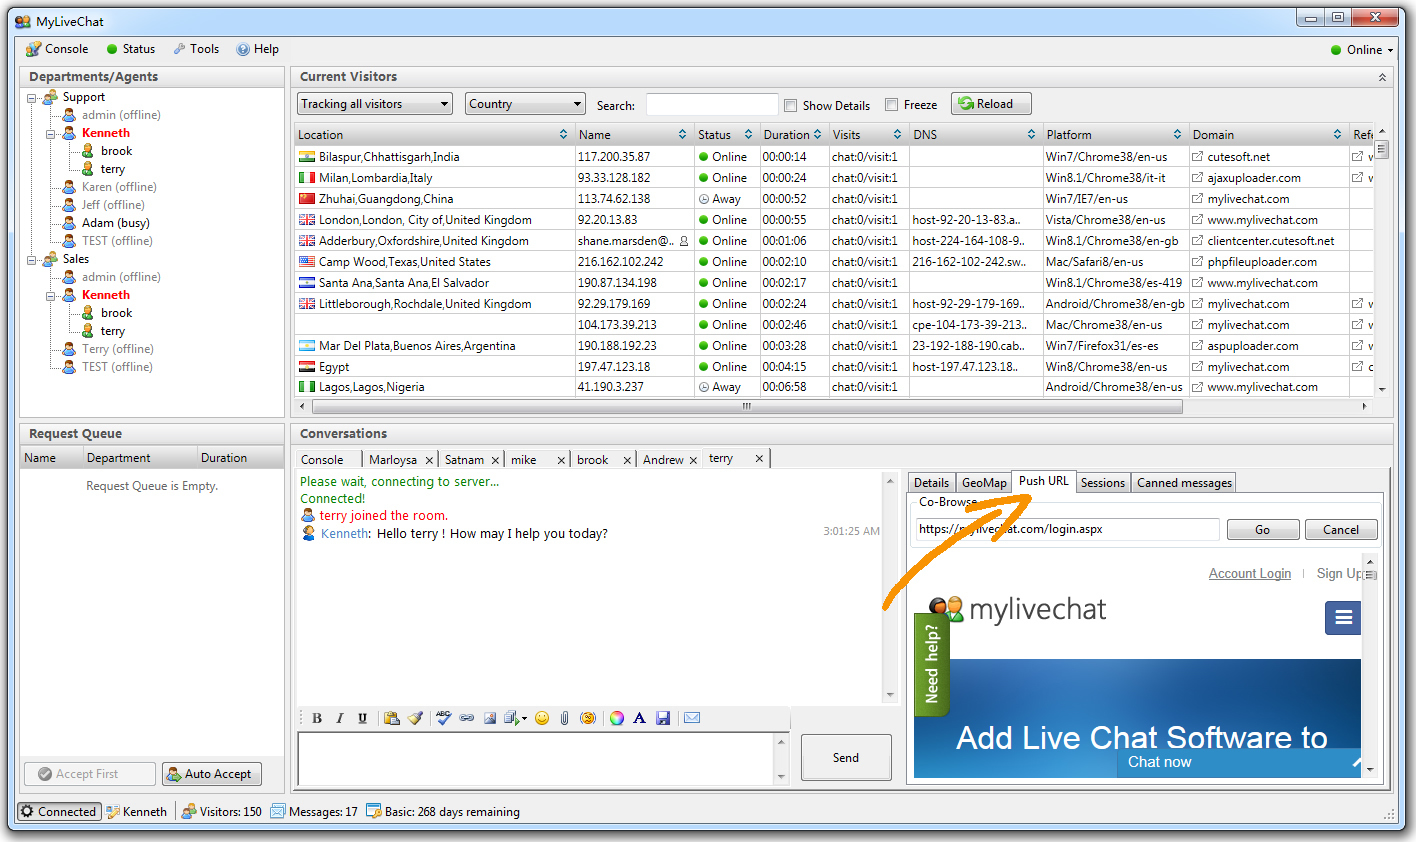 MyLiveChat
Console Status Tools Help Online
Departments/Agents
Support
admin (offline)
Kenneth
brook
terry
Karen (offline)
Jeff (offline)
Adam (busy)
TEST (offline)
Sales
admin (offline)
Kenneth
brook
terry
Terry (offline)
TEST (offline)
Current Visitors
Tracking all visitors Country Search: Show Details Freeze Reload
Location Name Status Duration Visits DNS Platform Domain Refe
Bilaspur,Chhattisgarh,India 117.200.35.87 Online 00:00:14 chat:0/visit:1 Win7/Chrome38/en-us cutesoft.net
Milan,Lombardia,Italy 93.33.128.182 Online 00:00:24 chat:0/visit:1 Win8.1/Chrome38/it-it ajaxuploader.com
Zhuhai,Guangdong,China 113.74.62.138 Away 00:00:52 chat:0/visit:1 Win7/IE7/en-us mylivechat.com
London,London, City of,United Kingdom 92.20.13.83 Online 00:00:55 chat:0/visit:1 host-92-20-13-83.a.. Vista/Chrome38/en-us www.mylivechat.com
Adderbury,Oxfordshire,United Kingdom shane.marsden@.. Online 00:01:06 chat:0/visit:1 host-224-164-108-9.. Win8.1/Chrome38/en-gb clientcenter.cutesoft.net
Camp Wood,Texas,United States 216.162.102.242 Online 00:02:10 chat:0/visit:1 216-162-102-242.sw.. Mac/Safari8/en-us phpfileuploader.com
Santa Ana,Santa Ana,El Salvador 190.87.134.198 Online 00:02:17 chat:0/visit:1 Win8.1/Chrome38/es-419 mylivechat.com
Littleborough,Rochdale,United Kingdom 92.29.179.169 Online 00:02:24 chat:0/visit:1 host-92-29-179-169.. Android/Chrome38/en-gb mylivechat.com
104.173.39.213 Online 00:02:46 chat:0/visit:1 cpe-104-173-39-213.. Mac/Chrome38/en-us mylivechat.com
Mar Del Plata,Buenos Aires,Argentina 190.188.192.23 Online 00:03:28 chat:0/visit:1 23-192-188-190.cab.. Win7/Firefox31/es-es aspuploader.com
Egypt 197.47.123.18 Online 00:04:15 chat:0/visit:1 host-197.47.123.18.. Win8/Chrome38/en-us mylivechat.com
Lagos,Lagos,Nigeria 41.190.3.237 Away 00:06:58 chat:0/visit:1 Android/Chrome38/en-us www.mylivechat.com
Request Queue
Name Department Duration
Request Queue is Empty.
Accept First Auto Accept
Conversations
Console Marloysa Satnam mike brook Andrew terry
Please wait, connecting to server...
Connected!
terry joined the room.
Kenneth: Hello terry ! How may I help you today? 3:01:25 AM
B I U ABC A
Send
Details GeoMap Push URL Sessions Canned messages
Co-Browse
https://mylivechat.com/login.aspx Go Cancel
Account Login Sign Up
mylivechat
Need help?
Add Live Chat Software to
Chat now
Connected Kenneth Visitors: 150 Messages: 17 Basic: 268 days remaining